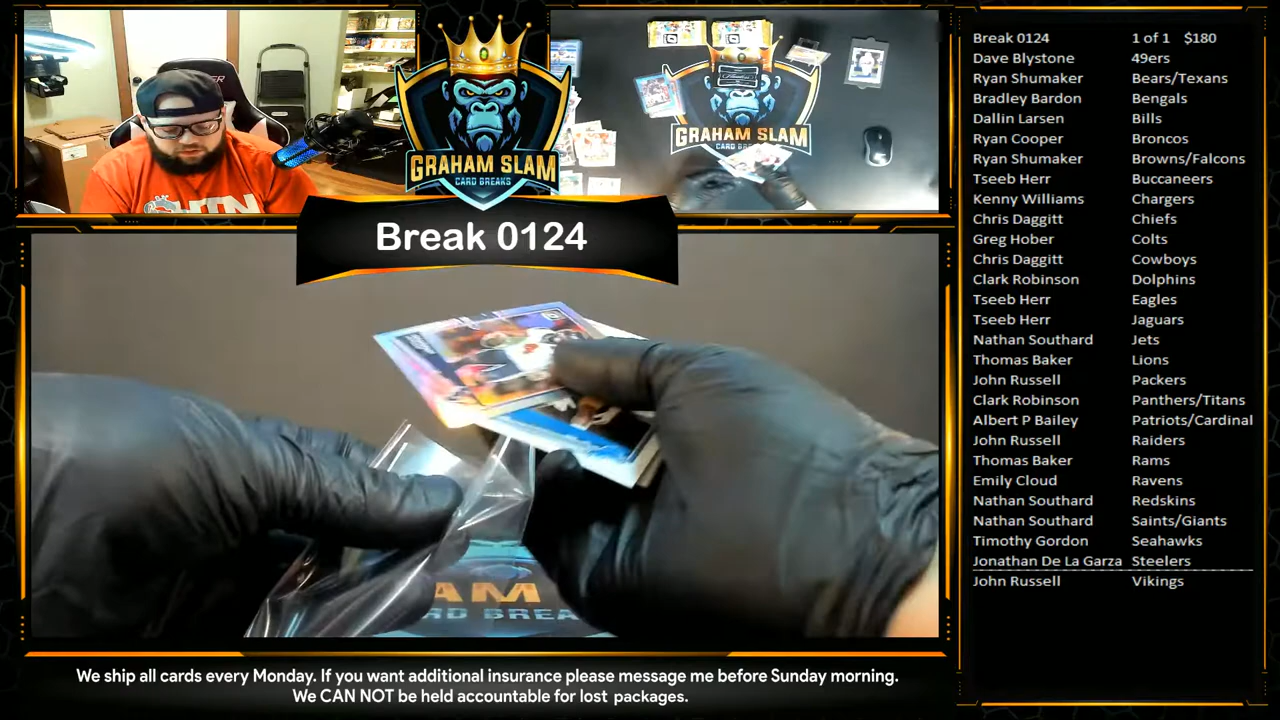 GRAHAM SLAM
CARD BREAKS
GRAHAM SLAM
Break 0124
AM
RD BREA
We ship all cards every Monday. If you want additional insurance please message me before Sunday morning.
We CAN NOT be held accountable for lost packages.
Break 0124 1 of 1 $180
Dave Blystone 49ers
Ryan Shumaker Bears/Texans
Bradley Bardon Bengals
Dallin Larsen Bills
Ryan Cooper Broncos
Ryan Shumaker Browns/Falcons
Tseeb Herr Buccaneers
Kenny Williams Chargers
Chris Daggitt Chiefs
Greg Hober Colts
Chris Daggitt Cowboys
Clark Robinson Dolphins
Tseeb Herr Eagles
Tseeb Herr Jaguars
Nathan Southard Jets
Thomas Baker Lions
John Russell Packers
Clark Robinson Panthers/Titans
Albert P Bailey Patriots/Cardinal
John Russell Raiders
Thomas Baker Rams
Emily Cloud Ravens
Nathan Southard Redskins
Nathan Southard Saints/Giants
Timothy Gordon Seahawks
Jonathan De La Garza Steelers
John Russell Vikings